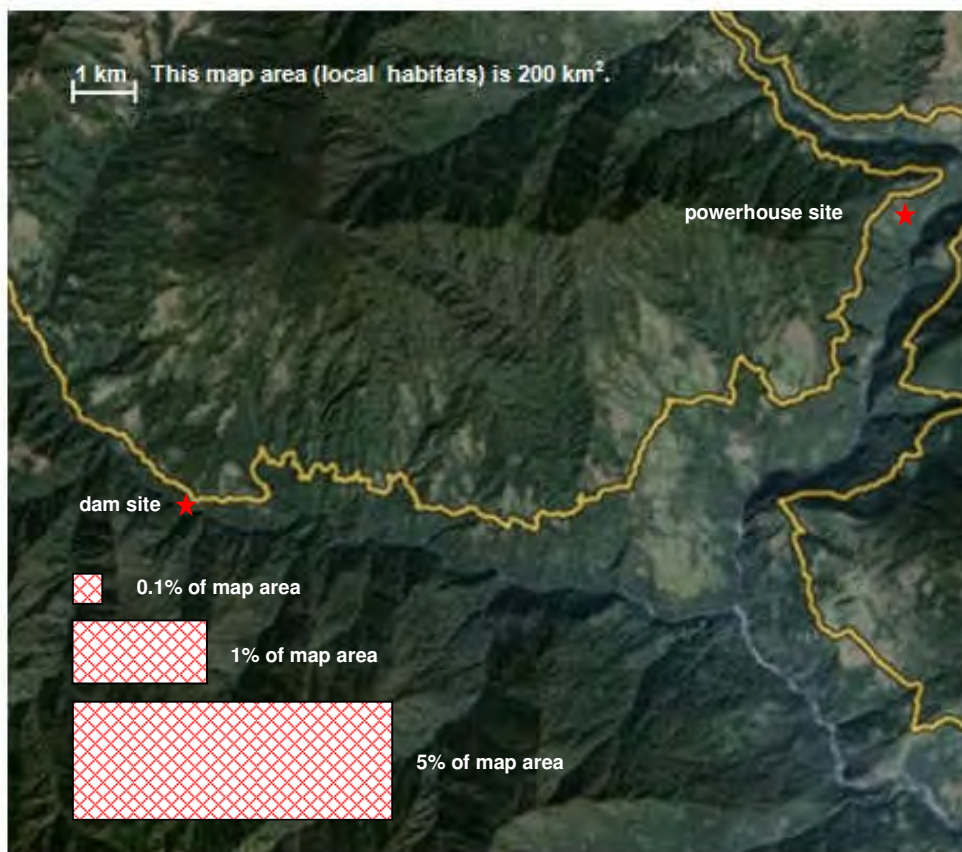 1 km This map area (local habitats) is 200 km².
powerhouse site
dam site
0.1% of map area
1% of map area
5% of map area